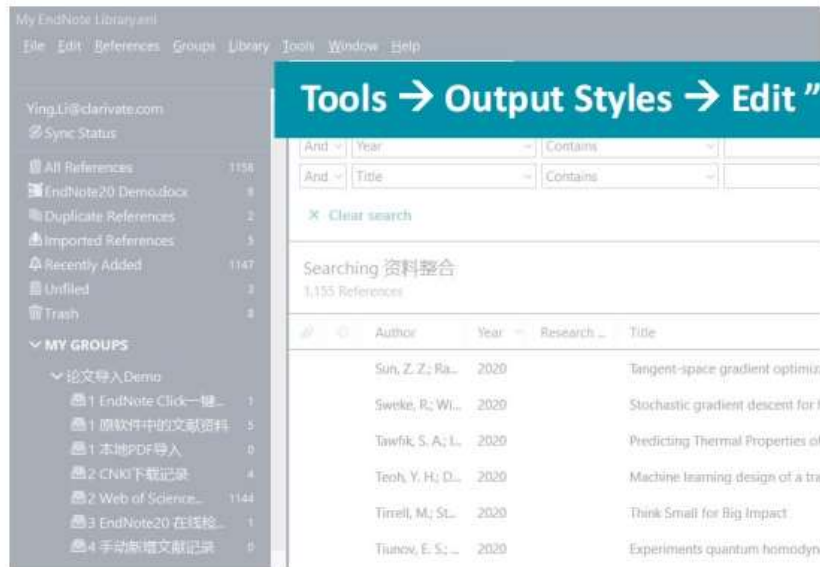 My EndNote Library.enl
File Edit References Groups Library Tools Window Help
Tools → Output Styles → Edit "
Ying.Li@clarivate.com
Sync Status
All References 1158
EndNote20 Demo.docx 8
Duplicate References 2
Imported References 5
Recently Added 1147
Unfiled 3
Trash 8
MY GROUPS
论文导入Demo
1 EndNote Click一键... 1
1 原软件中的文献资料 5
1 本地PDF导入 0
2 CNKI下载记录 4
2 Web of Science... 1144
3 EndNote20 在线检... 1
4 手动新增文献记录 0
And Year Contains
And Title Contains
× Clear search
Searching 资料整合
1,155 References
Author Year Research ... Title
Sun, Z. Z.; Ra... 2020 Tangent-space gradient optimiz
Sweke, R.; Wi... 2020 Stochastic gradient descent for
Tawfik, S. A.; I... 2020 Predicting Thermal Properties of
Teoh, Y. H.; D... 2020 Machine learning design of a tra
Tirrell, M.; St... 2020 Think Small for Big Impact
Tiunov, E. S.; ... 2020 Experiments quantum homodyn